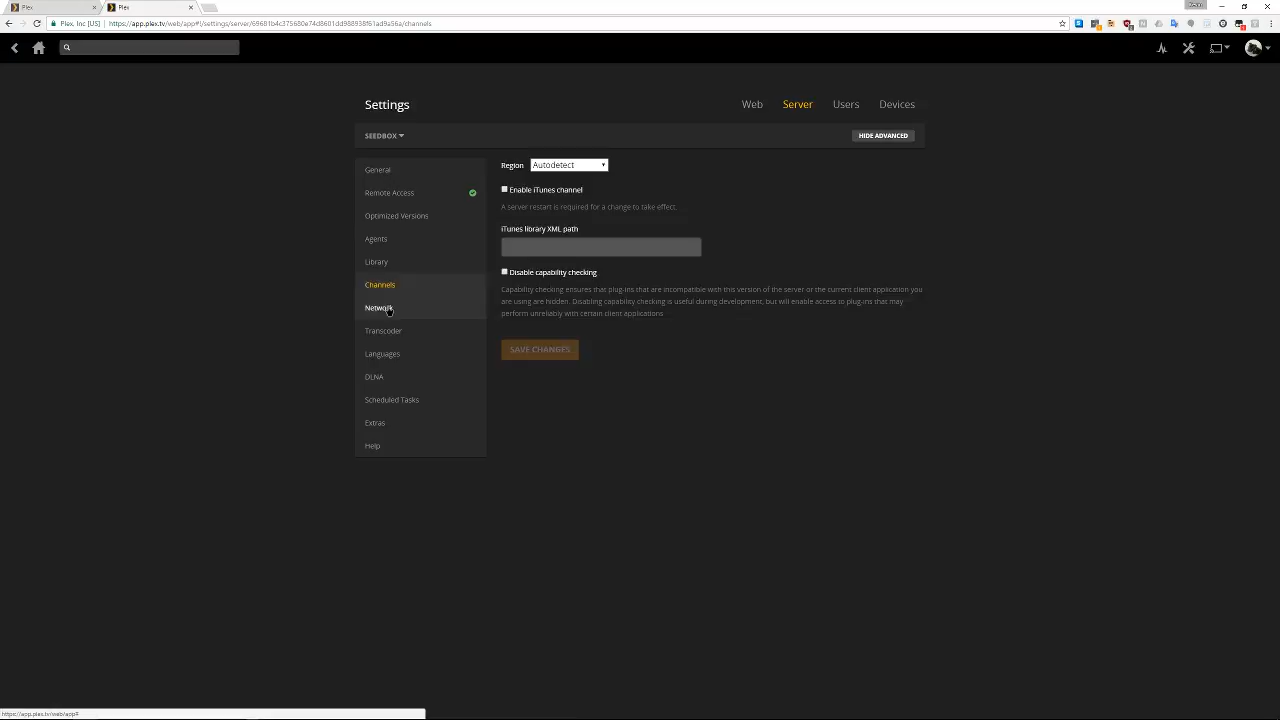 Plex
Plex
Plex, Inc [US]
https://app.plex.tv/web/app#!/settings/server/69681b4c375680e74d8601dd988938f61ad9a56a/channels
Settings
Web
Server
Users
Devices
SEEDBOX
HIDE ADVANCED
General
Remote Access
Optimized Versions
Agents
Library
Channels
Network
Transcoder
Languages
DLNA
Scheduled Tasks
Extras
Help
Region
Autodetect
Enable iTunes channel
A server restart is required for a change to take effect.
iTunes library XML path
Disable capability checking
Capability checking ensures that plug-ins that are incompatible with this version of the server or the current client application you
are using are hidden. Disabling capability checking is useful during development, but will enable access to plug-ins that may
perform unreliably with certain client applications
SAVE CHANGES
https://app.plex.tv/web/app#